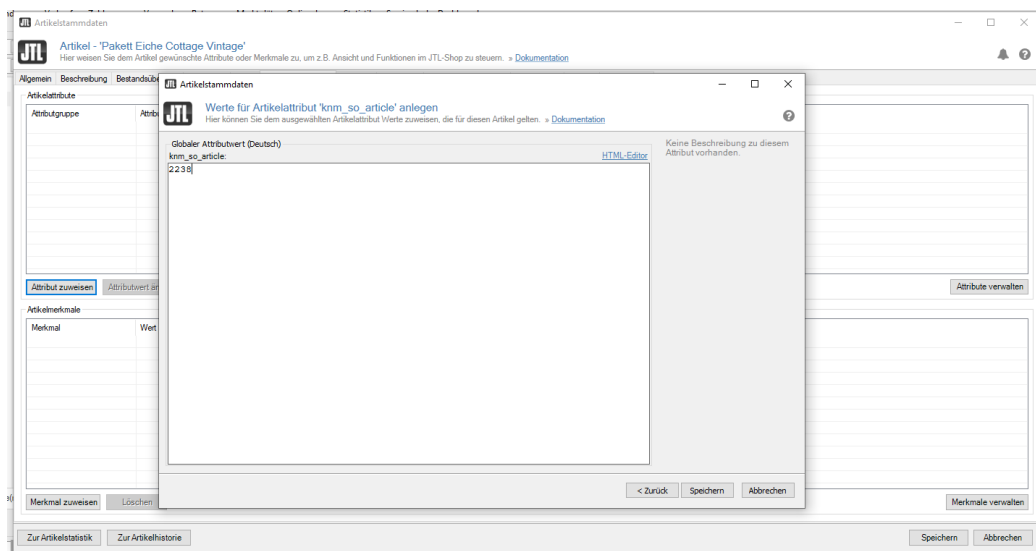 JTL Artikelstammdaten
JTL
Artikel - 'Pakett Eiche Cottage Vintage'
Hier weisen Sie dem Artikel gewünschte Attribute oder Merkmale zu, um z.B. Ansicht und Funktionen im JTL-Shop zu steuern. » Dokumentation
Allgemein Beschreibung
Artikelattribute
Attributgruppe
Attribut zuweisen
Artikelmerkmale
Merkmal Wert
Merkmal zuweisen Löschen
JTL Artikelstammdaten
JTL
Werte für Artikelattribut 'knm_so_article' anlegen
Hier können Sie dem ausgewählten Artikelattribut Werte zuweisen, die für diesen Artikel gelten. » Dokumentation
Globaler Attributwert (Deutsch)
knm_so_article: HTML-Editor
2238
Keine Beschreibung zu diesem
Attribut vorhanden.
< Zurück Speichern Abbrechen
Attribute verwalten
Merkmale verwalten
Zur Artikelstatistik Zur Artikelhistorie Speichern Abbrechen